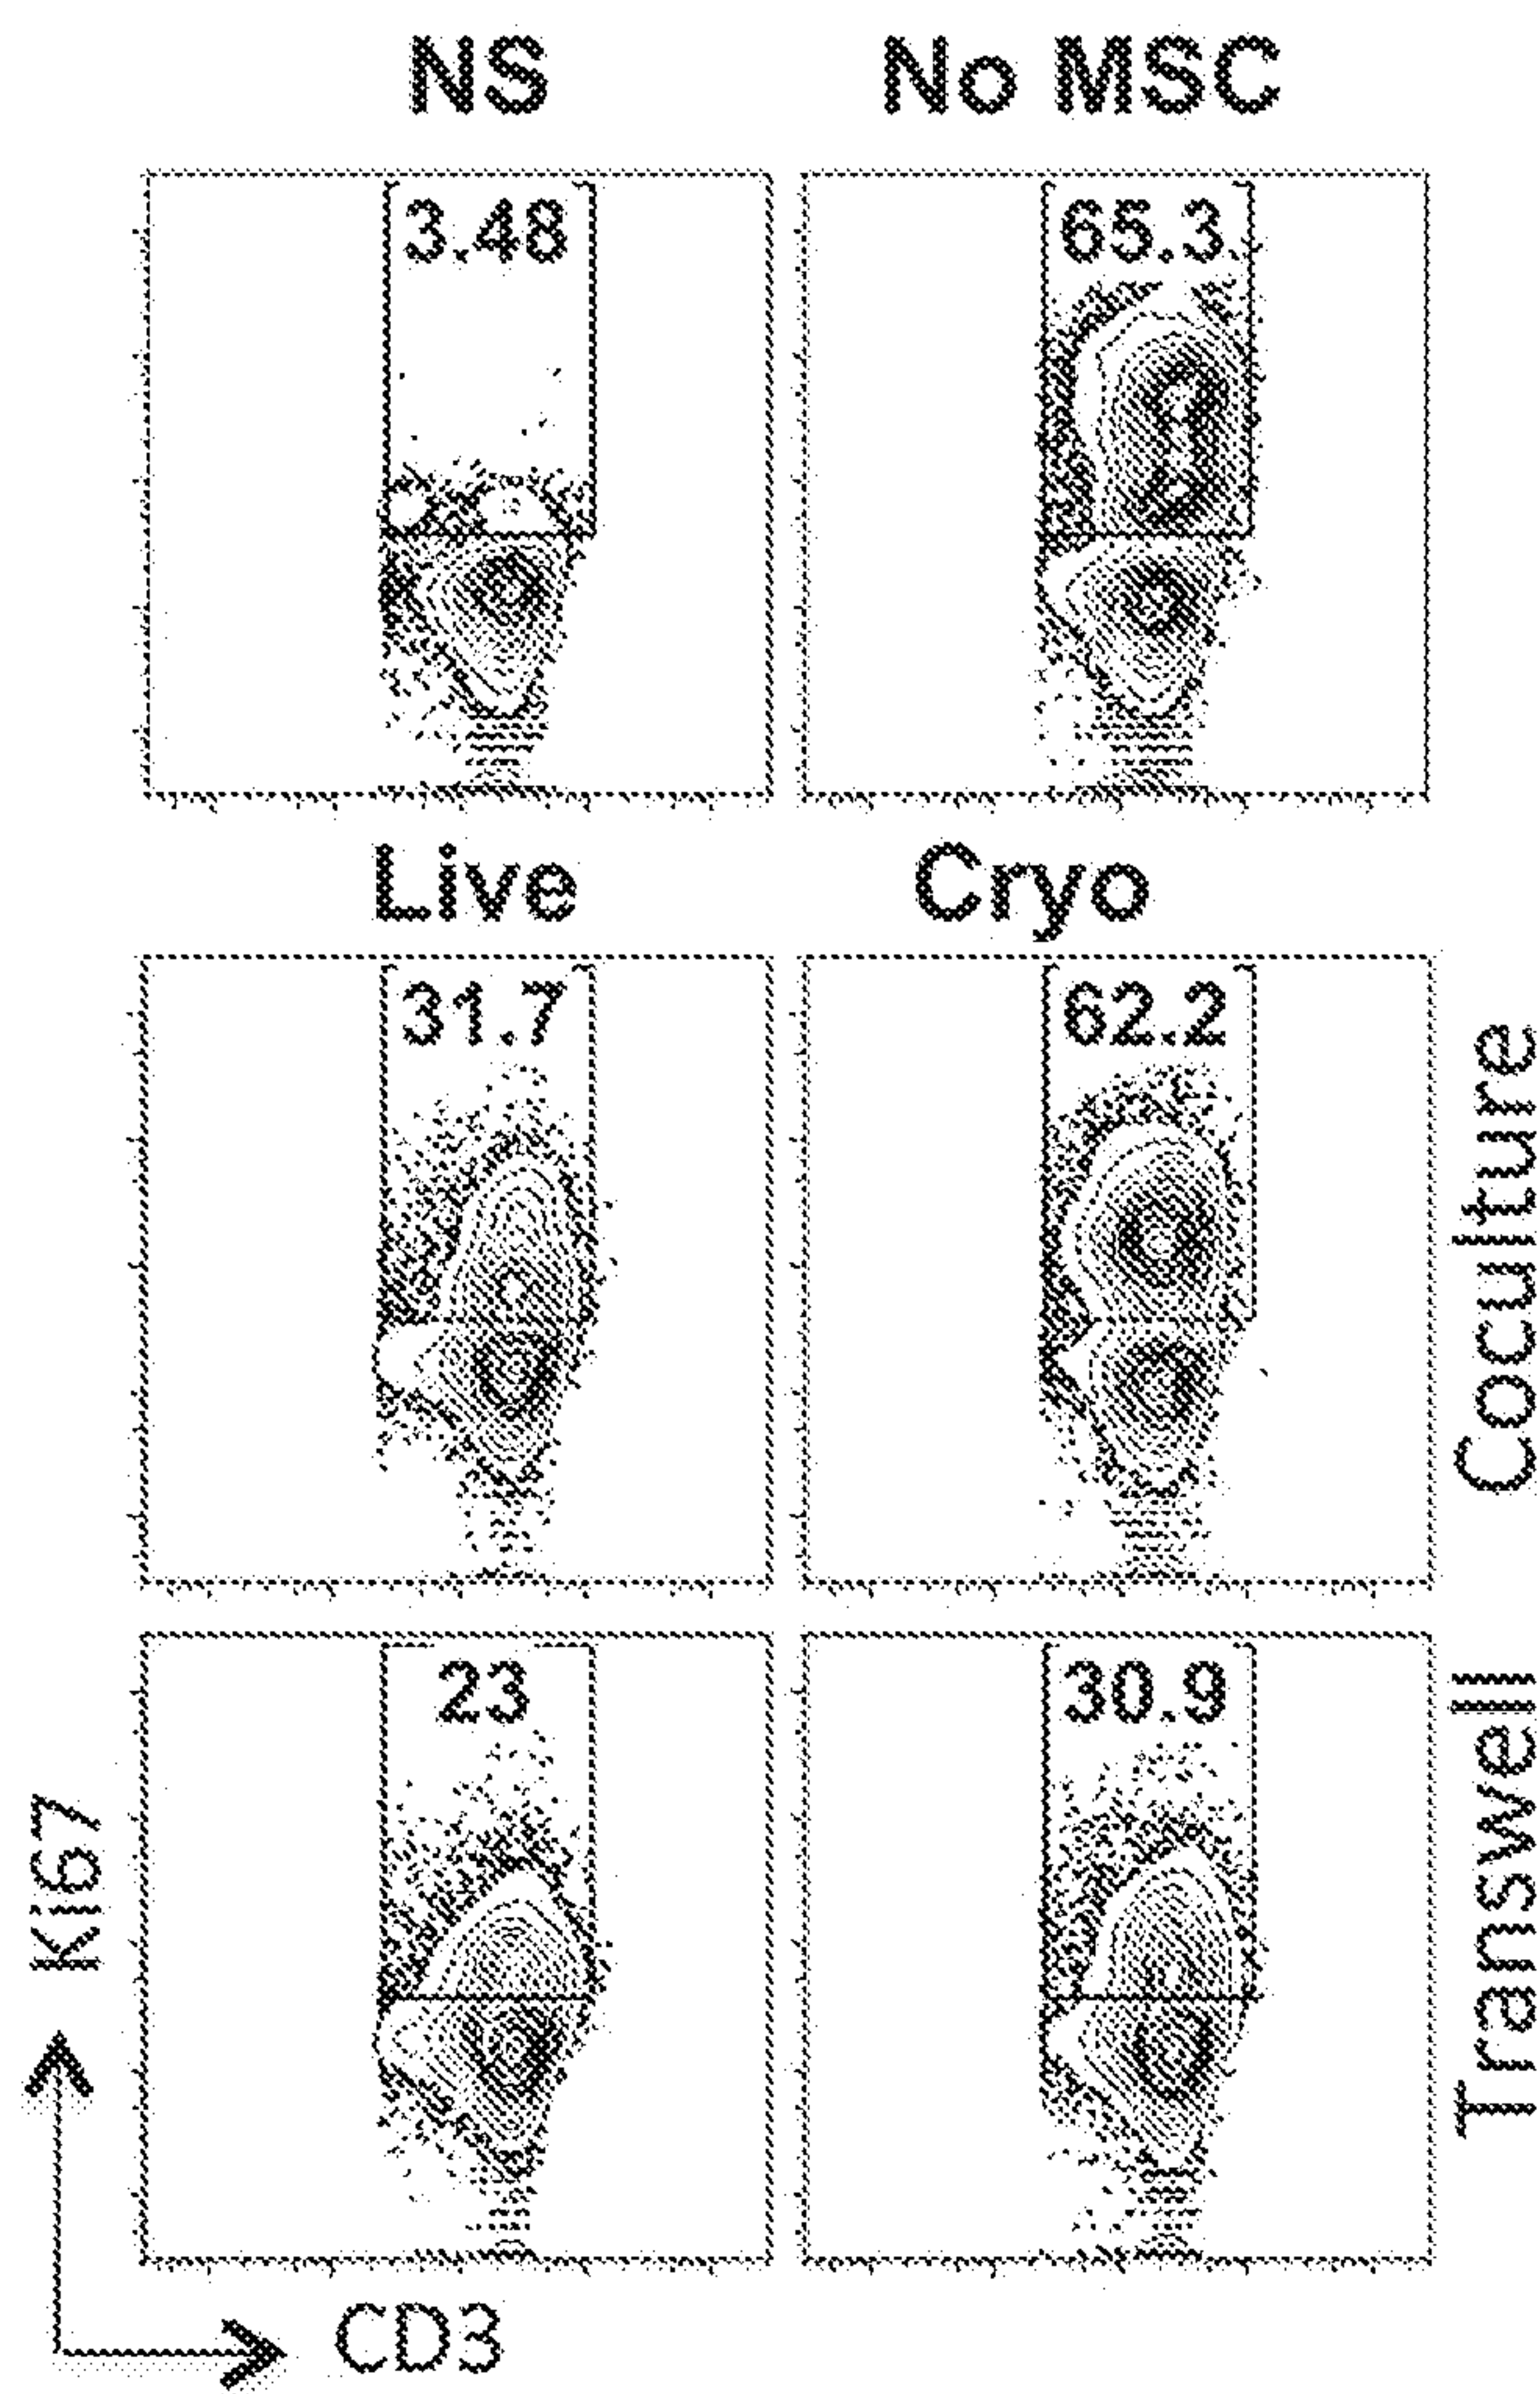 NS No MSC
3.48 65.3
Live Cryo
31.7 62.2
Coculture
23 30.9
Transwell
Ki67
CD3